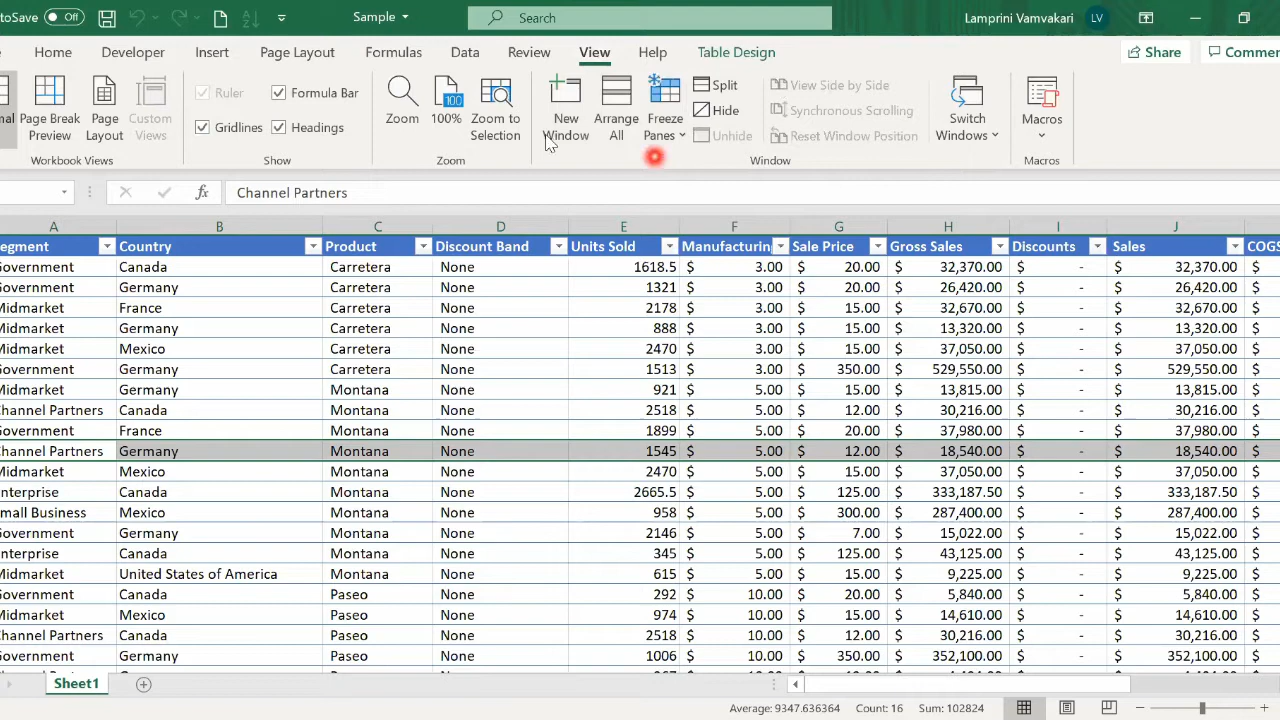 toSave Off Sample Search Lamprini Vamvakari LV
Home Developer Insert Page Layout Formulas Data Review View Help Table Design Share Comme
Ruler Formula Bar Split View Side by Side
Page Break Page Custom Zoom 100% Zoom to New Arrange Freeze Hide Synchronous Scrolling Switch Macros
Preview Layout Views Gridlines Headings Selection Window All Panes Unhide Reset Window Position Windows
Workbook Views Show Zoom Window Macros
fx Channel Partners
A B C D E F G H I J
egment Country Product Discount Band Units Sold Manufacturin Sale Price Gross Sales Discounts Sales COGS
Government Canada Carretera None 1618.5 $ 3.00 $ 20.00 $ 32,370.00 $ - $ 32,370.00 $
Government Germany Carretera None 1321 $ 3.00 $ 20.00 $ 26,420.00 $ - $ 26,420.00 $
Midmarket France Carretera None 2178 $ 3.00 $ 15.00 $ 32,670.00 $ - $ 32,670.00 $
Midmarket Germany Carretera None 888 $ 3.00 $ 15.00 $ 13,320.00 $ - $ 13,320.00 $
Midmarket Mexico Carretera None 2470 $ 3.00 $ 15.00 $ 37,050.00 $ - $ 37,050.00 $
Government Germany Carretera None 1513 $ 3.00 $ 350.00 $ 529,550.00 $ - $ 529,550.00 $
Midmarket Germany Montana None 921 $ 5.00 $ 15.00 $ 13,815.00 $ - $ 13,815.00 $
Channel Partners Canada Montana None 2518 $ 5.00 $ 12.00 $ 30,216.00 $ - $ 30,216.00 $
Government France Montana None 1899 $ 5.00 $ 20.00 $ 37,980.00 $ - $ 37,980.00 $
Channel Partners Germany Montana None 1545 $ 5.00 $ 12.00 $ 18,540.00 $ - $ 18,540.00 $
Midmarket Mexico Montana None 2470 $ 5.00 $ 15.00 $ 37,050.00 $ - $ 37,050.00 $
nterprise Canada Montana None 2665.5 $ 5.00 $ 125.00 $ 333,187.50 $ - $ 333,187.50 $
mall Business Mexico Montana None 958 $ 5.00 $ 300.00 $ 287,400.00 $ - $ 287,400.00 $
Government Germany Montana None 2146 $ 5.00 $ 7.00 $ 15,022.00 $ - $ 15,022.00 $
nterprise Canada Montana None 345 $ 5.00 $ 125.00 $ 43,125.00 $ - $ 43,125.00 $
Midmarket United States of America Montana None 615 $ 5.00 $ 15.00 $ 9,225.00 $ - $ 9,225.00 $
Government Canada Paseo None 292 $ 10.00 $ 20.00 $ 5,840.00 $ - $ 5,840.00 $
Midmarket Mexico Paseo None 974 $ 10.00 $ 15.00 $ 14,610.00 $ - $ 14,610.00 $
Channel Partners Canada Paseo None 2518 $ 10.00 $ 12.00 $ 30,216.00 $ - $ 30,216.00 $
Government Germany Paseo None 1006 $ 10.00 $ 350.00 $ 352,100.00 $ - $ 352,100.00 $
Sheet1
Average: 9347.636364 Count: 16 Sum: 102824